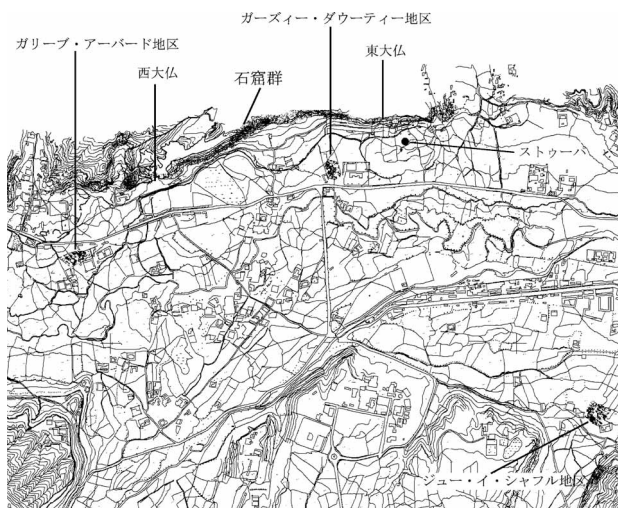 ガーズィー・ダウーティー地区
ガリーブ・アーバード地区
東大仏
西大仏
石窟群
ストゥーパ
ジュー・イ・シャフル地区